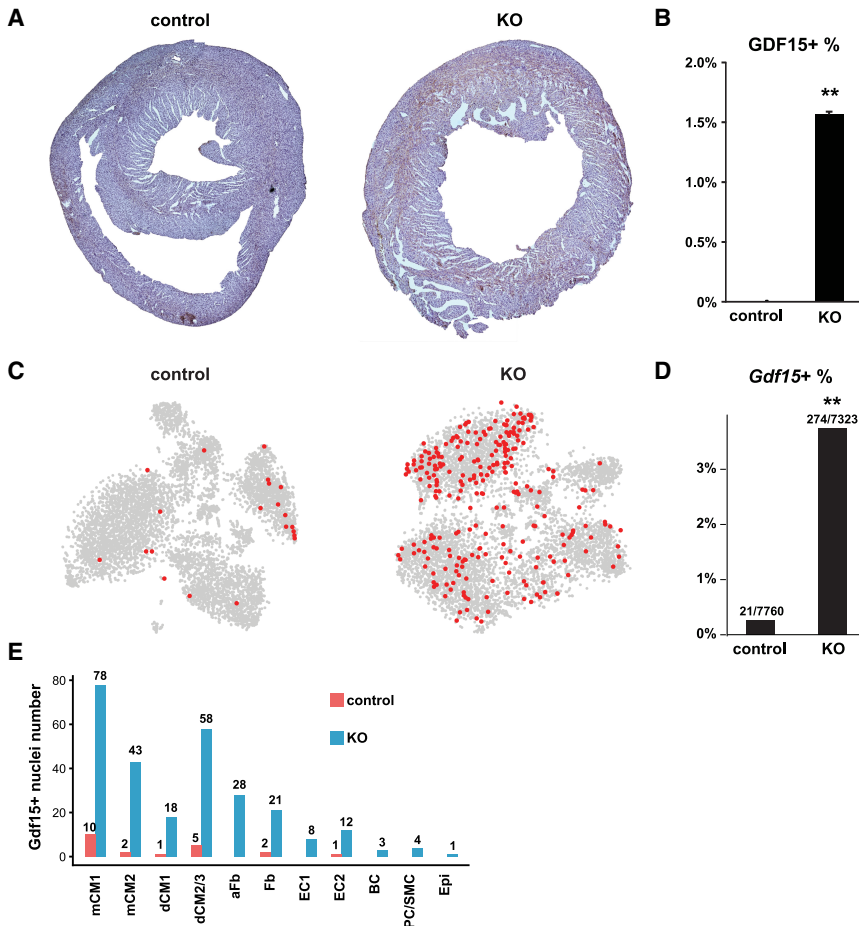 A
control
KO
B
GDF15+ %
2.0%
1.5%
1.0%
0.5%
0%
**
control
KO
C
control
KO
D
Gdf15+ %
**
274/7323
3%
2%
1%
0%
21/7760
control
KO
E
Gdf15+ nuclei number
80
60
40
20
0
control
KO
10
78
2
43
1
18
5
58
28
2
21
8
1
12
3
4
1
mCM1
mCM2
dCM1
dCM2/3
aFb
Fb
EC1
EC2
BC
PC/SMC
Epi